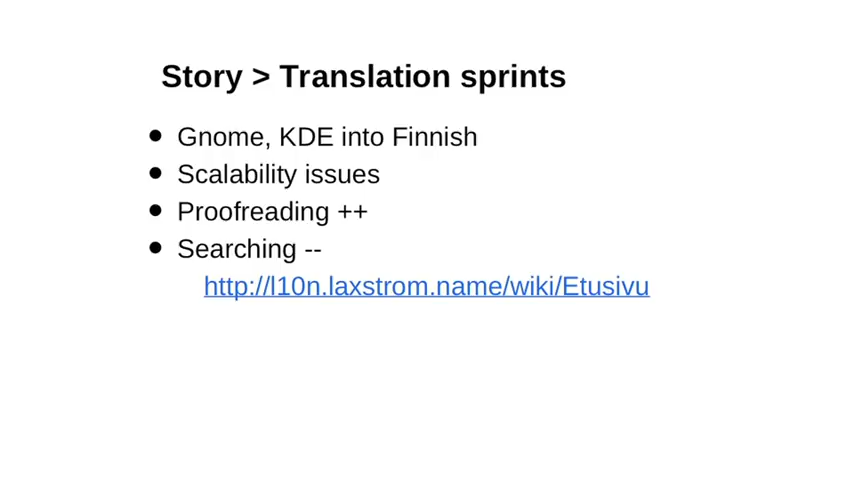 Story > Translation sprints
● Gnome, KDE into Finnish
● Scalability issues
● Proofreading ++
● Searching --
http://l10n.laxstrom.name/wiki/Etusivu